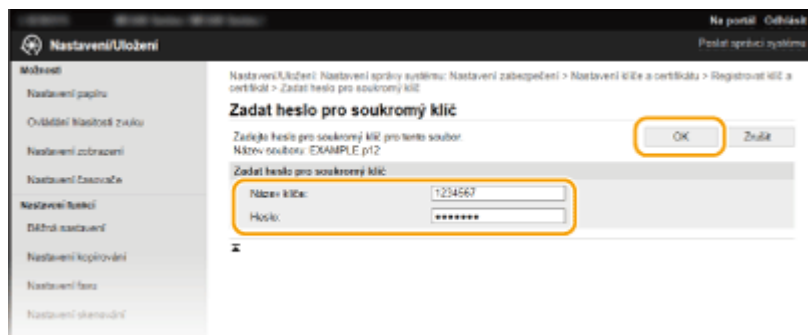 Na portál Odhlásit
Nastavení/Uložení
Poslat správci systému
Možnosti
Nastavení papíru
Ovládání hlasitosti zvuku
Nastavení zobrazení
Nastavení časovače
Nastavení funkcí
Běžná nastavení
Nastavení kopírování
Nastavení faxu
Nastavení skenování
Nastavení/Uložení: Nastavení správy systému: Nastavení zabezpečení > Nastavení klíče a certifikátu > Registrovat klíč a
certifikát > Zadat heslo pro soukromý klíč
Zadat heslo pro soukromý klíč
Zadejte heslo pro soukromý klíč pro tento soubor.
Název souboru: EXAMPLE.p12
OK
Zrušit
Zadat heslo pro soukromý klíč
Název klíče: 1234567
Heslo: •••••••